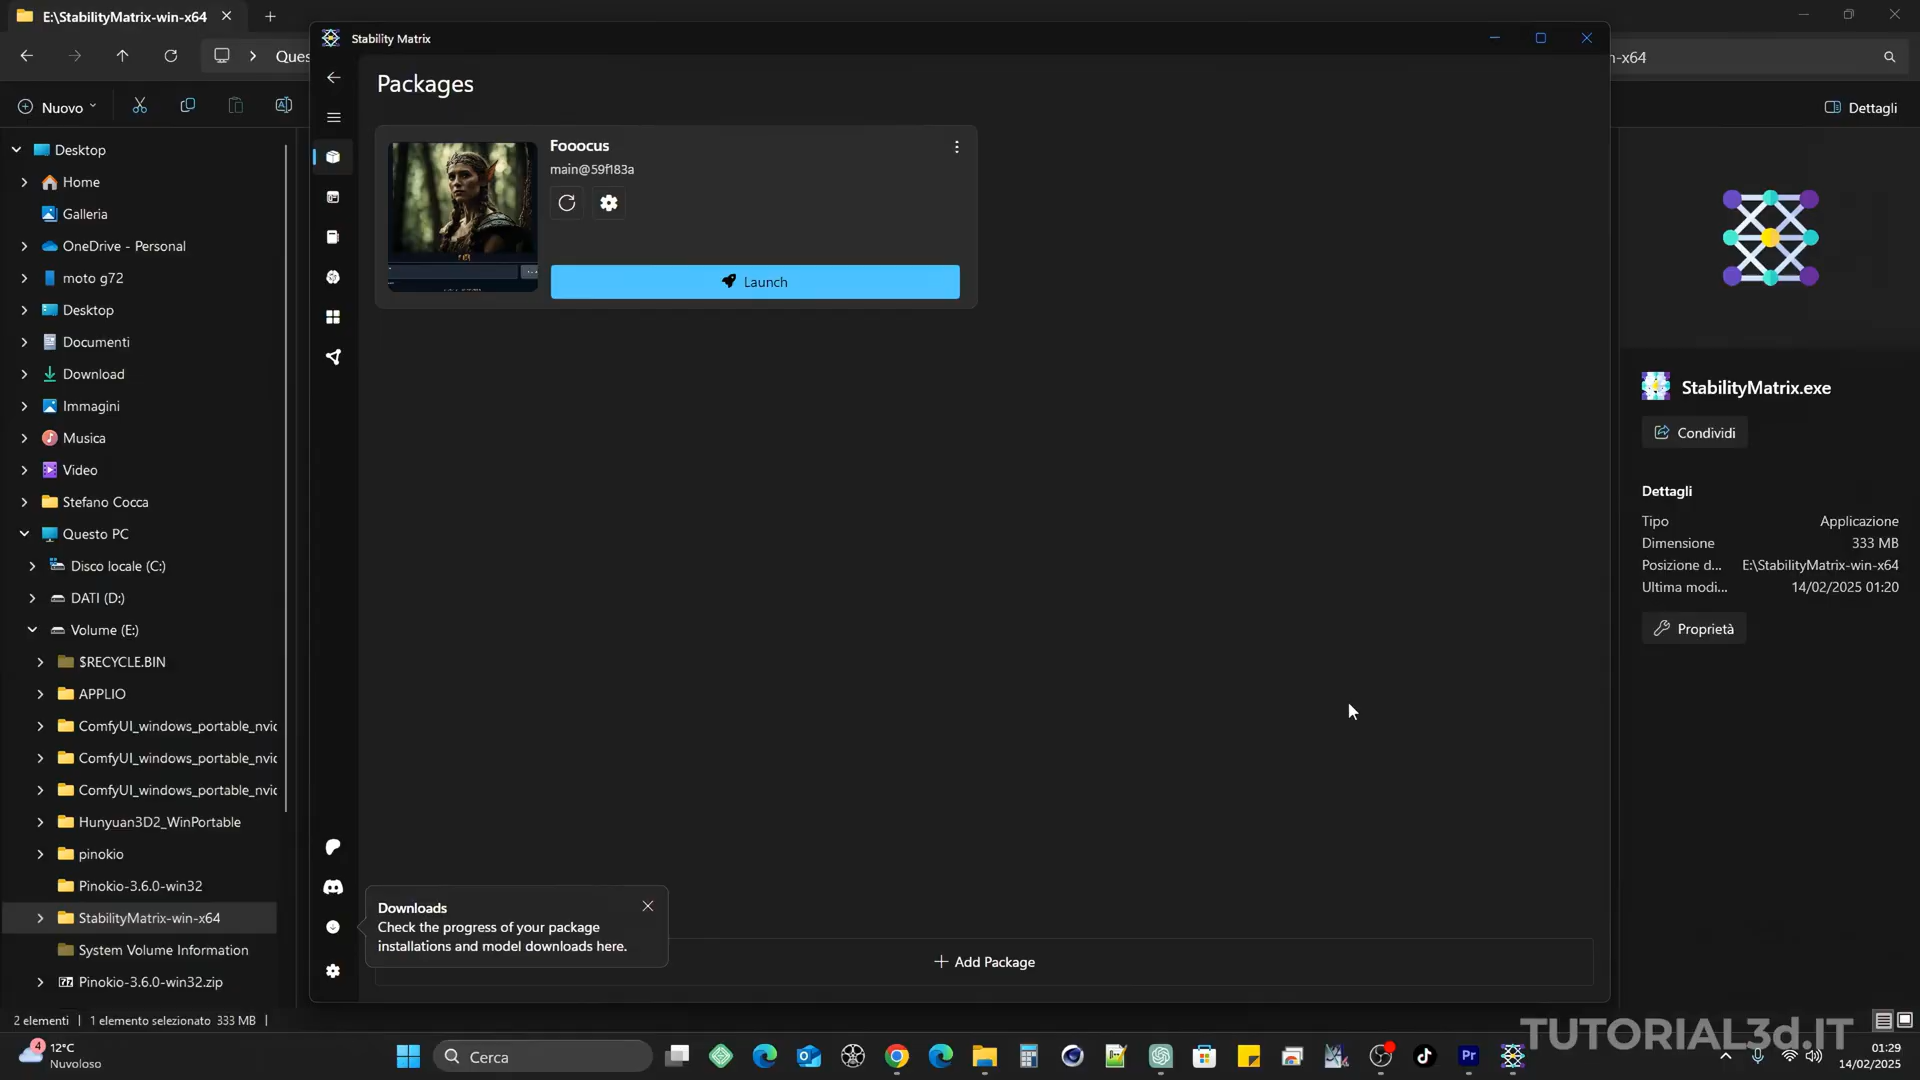 E:\StabilityMatrix-win-x64
Ques
n-x64
Nuovo
Dettagli
Desktop
Home
Galleria
OneDrive - Personal
moto g72
Desktop
Documenti
Download
Immagini
Musica
Video
Stefano Cocca
Questo PC
Disco locale (C:)
DATI (D:)
Volume (E:)
$RECYCLE.BIN
APPLIO
ComfyUI_windows_portable_nvic
ComfyUI_windows_portable_nvic
ComfyUI_windows_portable_nvic
Hunyuan3D2_WinPortable
pinokio
Pinokio-3.6.0-win32
StabilityMatrix-win-x64
System Volume Information
Pinokio-3.6.0-win32.zip
2 elementi
1 elemento selezionato 333 MB
Stability Matrix
Packages
Fooocus
main@59f183a
Launch
Downloads
Check the progress of your package
installations and model downloads here.
Add Package
StabilityMatrix.exe
Condividi
Dettagli
Tipo Applicazione
Dimensione 333 MB
Posizione d... E:\StabilityMatrix-win-x64
Ultima modi... 14/02/2025 01:20
Proprietà
TUTORIAL3d.IT
4
12°C
Nuvoloso
Cerca
Pr
01:29
14/02/2025